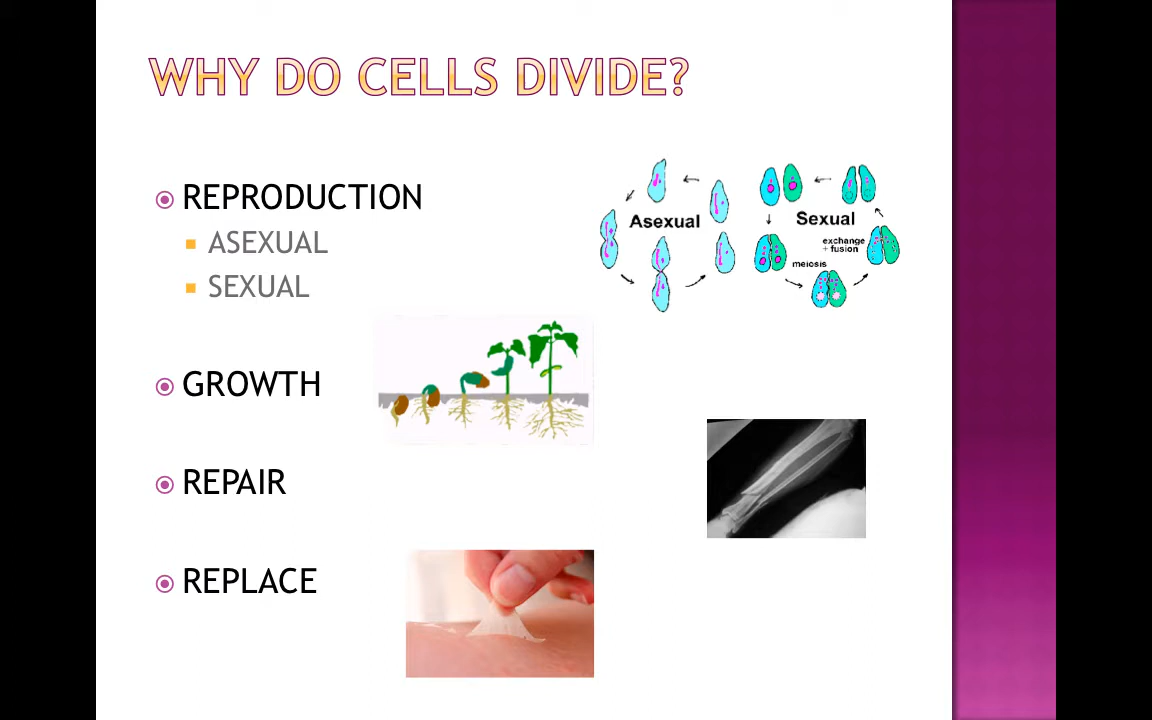 WHY DO CELLS DIVIDE?
REPRODUCTION
ASEXUAL
SEXUAL
Asexual
Sexual
exchange
+ fusion
meiosis
GROWTH
REPAIR
REPLACE